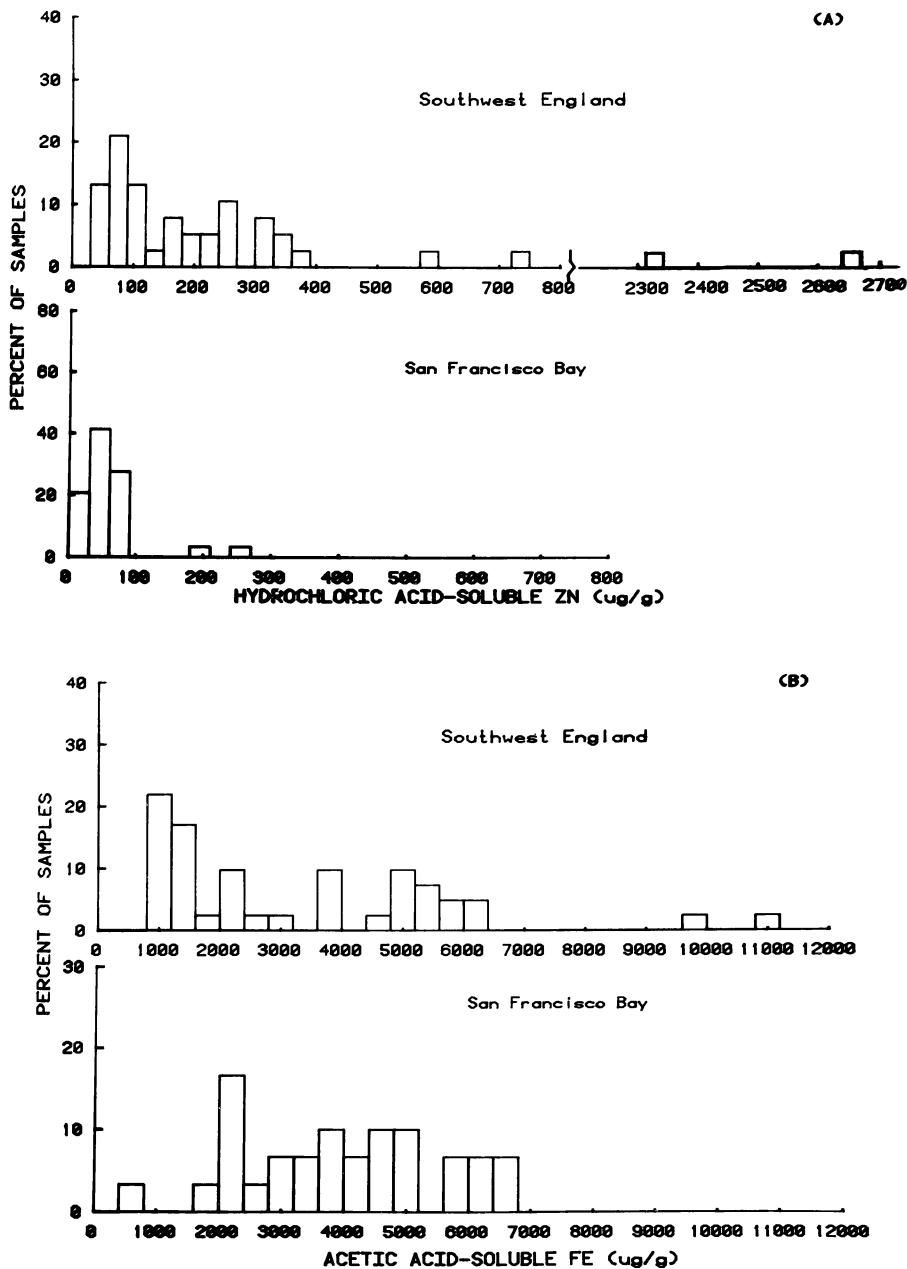 (A)
Southwest England
40
30
20
10
0
0 100 200 300 400 500 600 700 800 2300 2400 2500 2600 2700
PERCENT OF SAMPLES
San Francisco Bay
80
60
40
20
0
0 100 200 300 400 500 600 700 800
HYDROCHLORIC ACID-SOLUBLE ZN (ug/g)
(B)
Southwest England
40
30
20
10
0
0 1000 2000 3000 4000 5000 6000 7000 8000 9000 10000 11000 12000
PERCENT OF SAMPLES
San Francisco Bay
30
20
10
0
0 1000 2000 3000 4000 5000 6000 7000 8000 9000 10000 11000 12000
ACETIC ACID-SOLUBLE FE (ug/g)